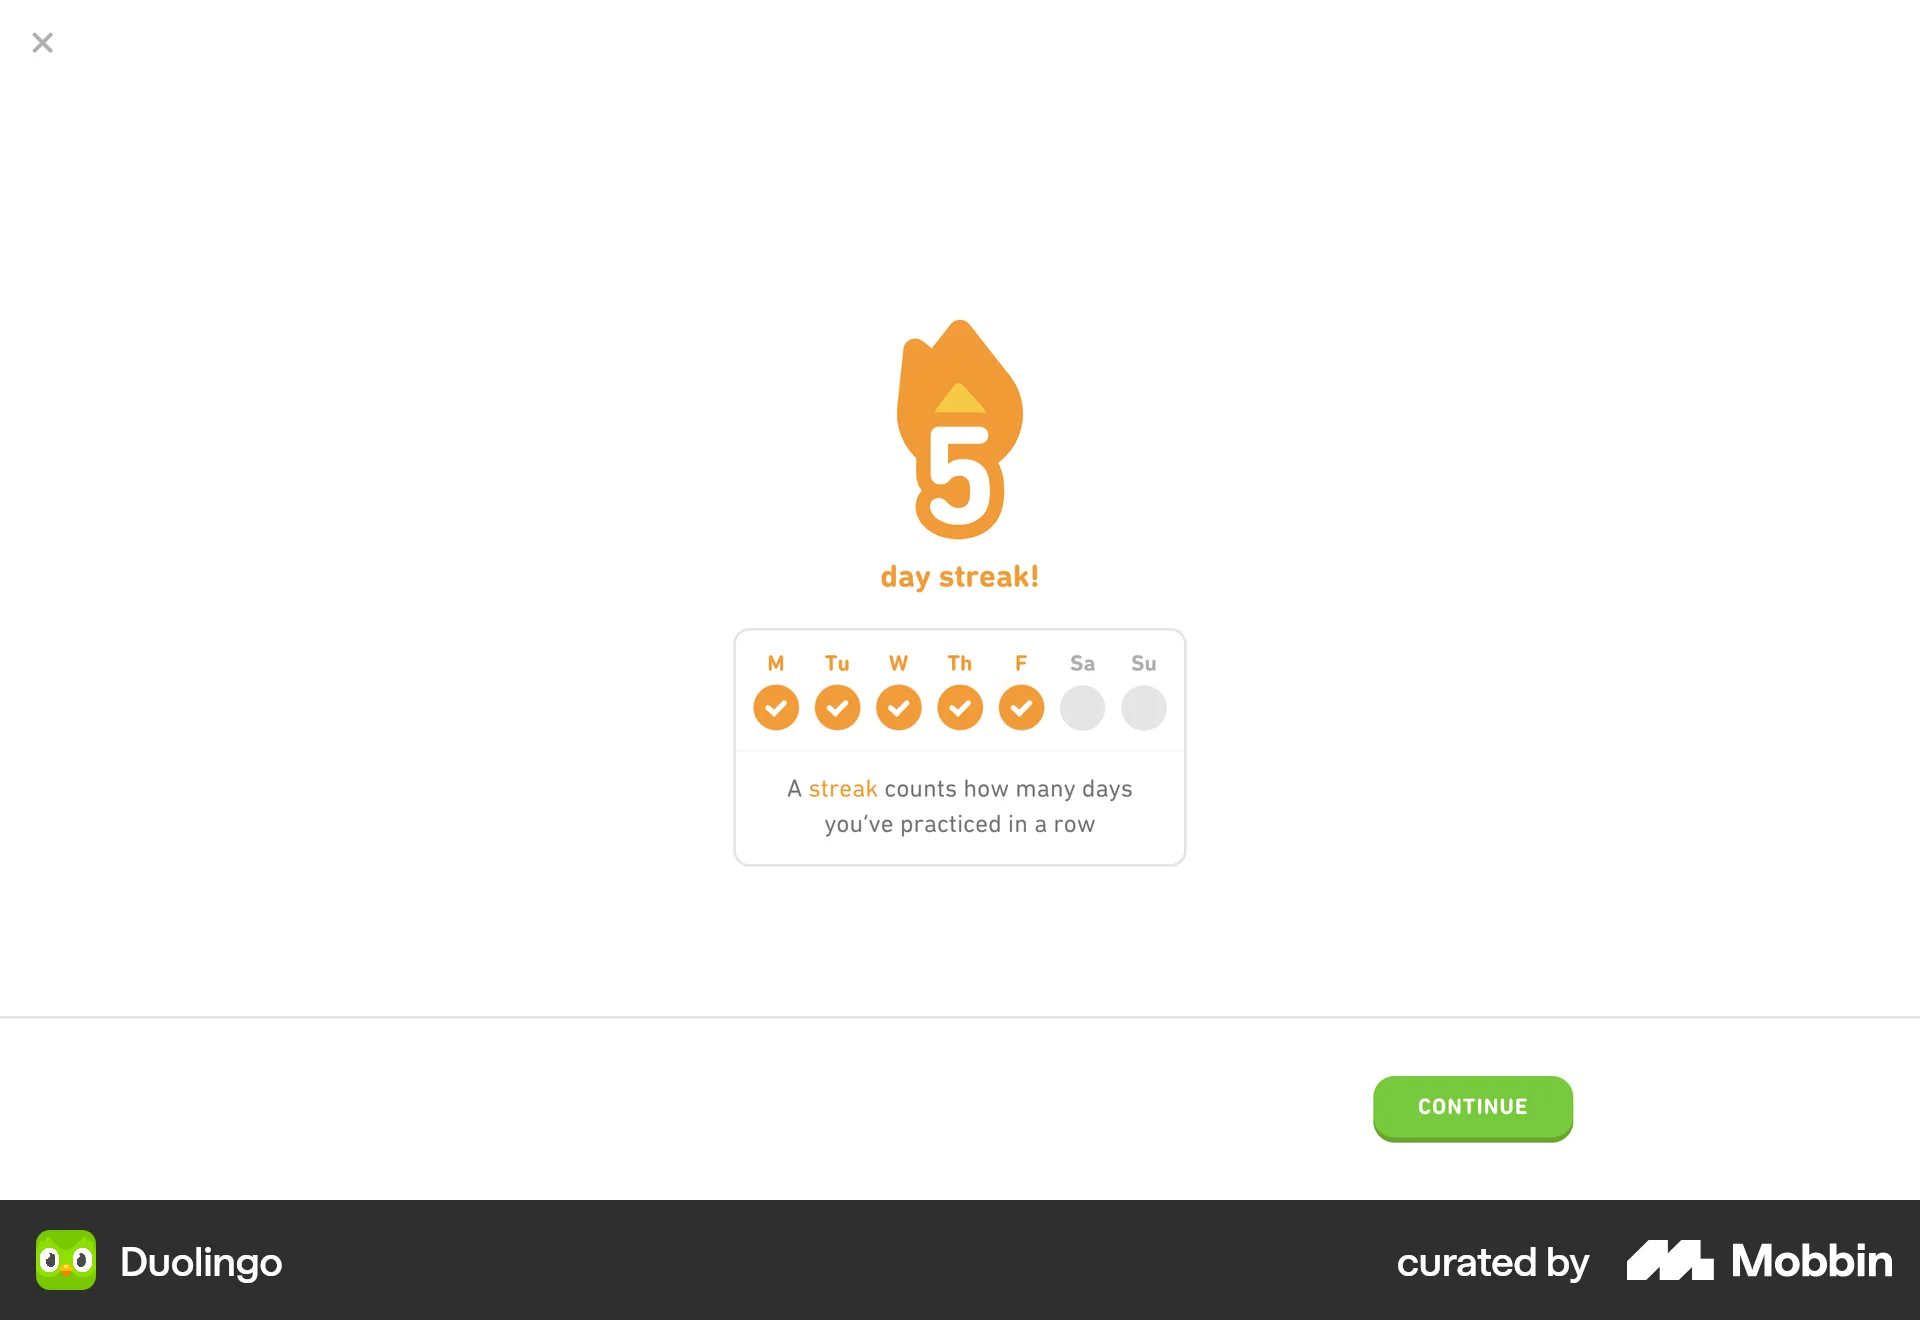 5
day streak!
M Tu W Th F Sa Su
A streak counts how many days
you’ve practiced in a row
CONTINUE
Duolingo
curated by Mobbin